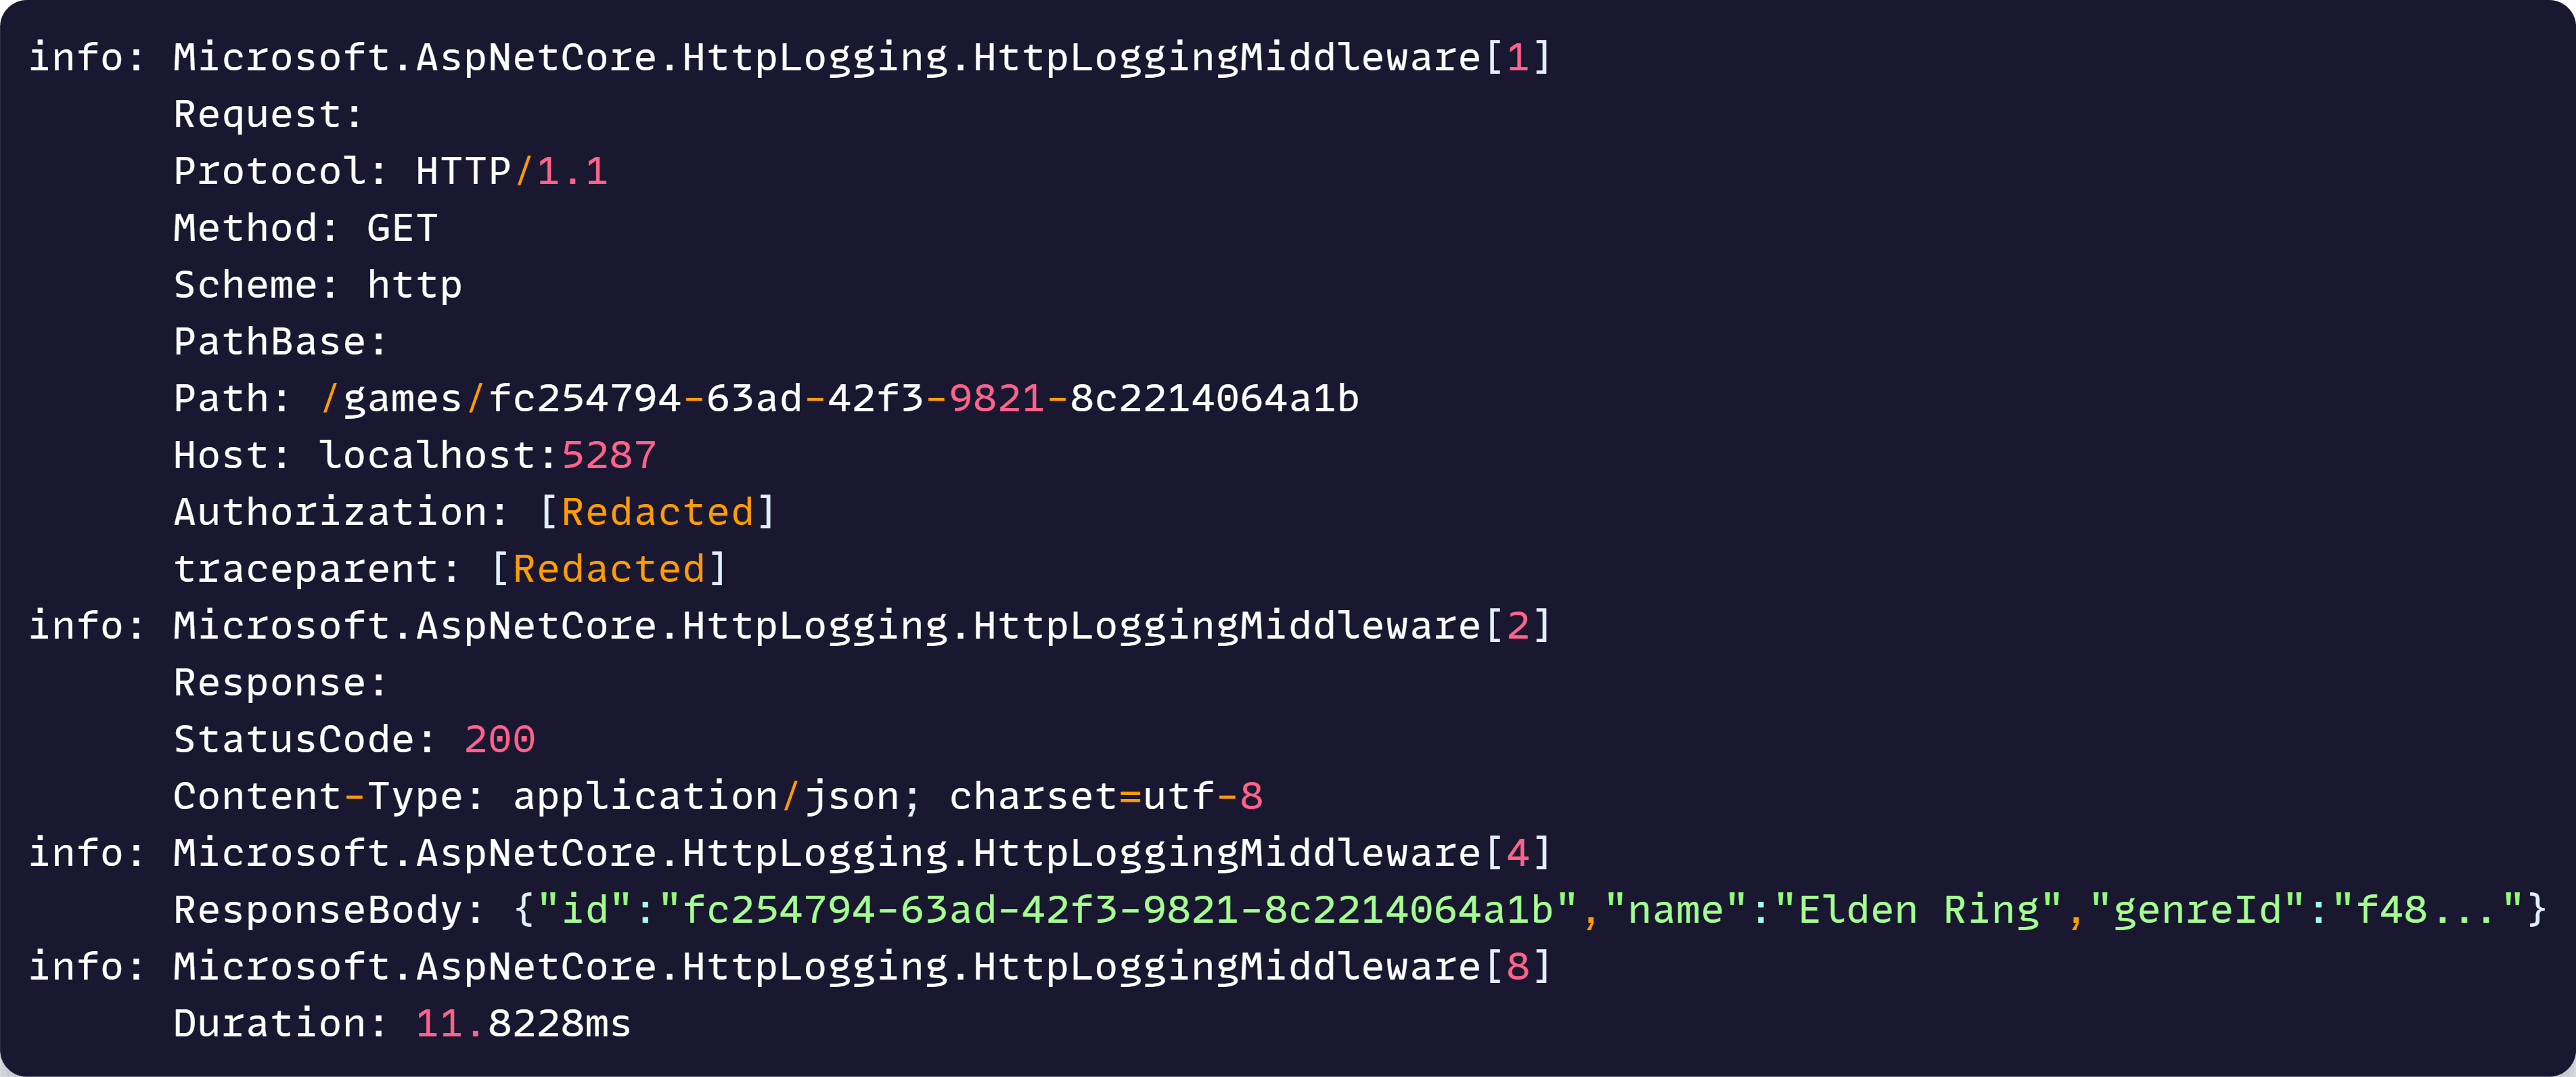 info: Microsoft.AspNetCore.HttpLogging.HttpLoggingMiddleware[1]
      Request:
      Protocol: HTTP/1.1
      Method: GET
      Scheme: http
      PathBase:
      Path: /games/fc254794-63ad-42f3-9821-8c2214064a1b
      Host: localhost:5287
      Authorization: [Redacted]
      traceparent: [Redacted]
info: Microsoft.AspNetCore.HttpLogging.HttpLoggingMiddleware[2]
      Response:
      StatusCode: 200
      Content-Type: application/json; charset=utf-8
info: Microsoft.AspNetCore.HttpLogging.HttpLoggingMiddleware[4]
      ResponseBody: {"id":"fc254794-63ad-42f3-9821-8c2214064a1b","name":"Elden Ring","genreId":"f48..."}
info: Microsoft.AspNetCore.HttpLogging.HttpLoggingMiddleware[8]
      Duration: 11.8228ms